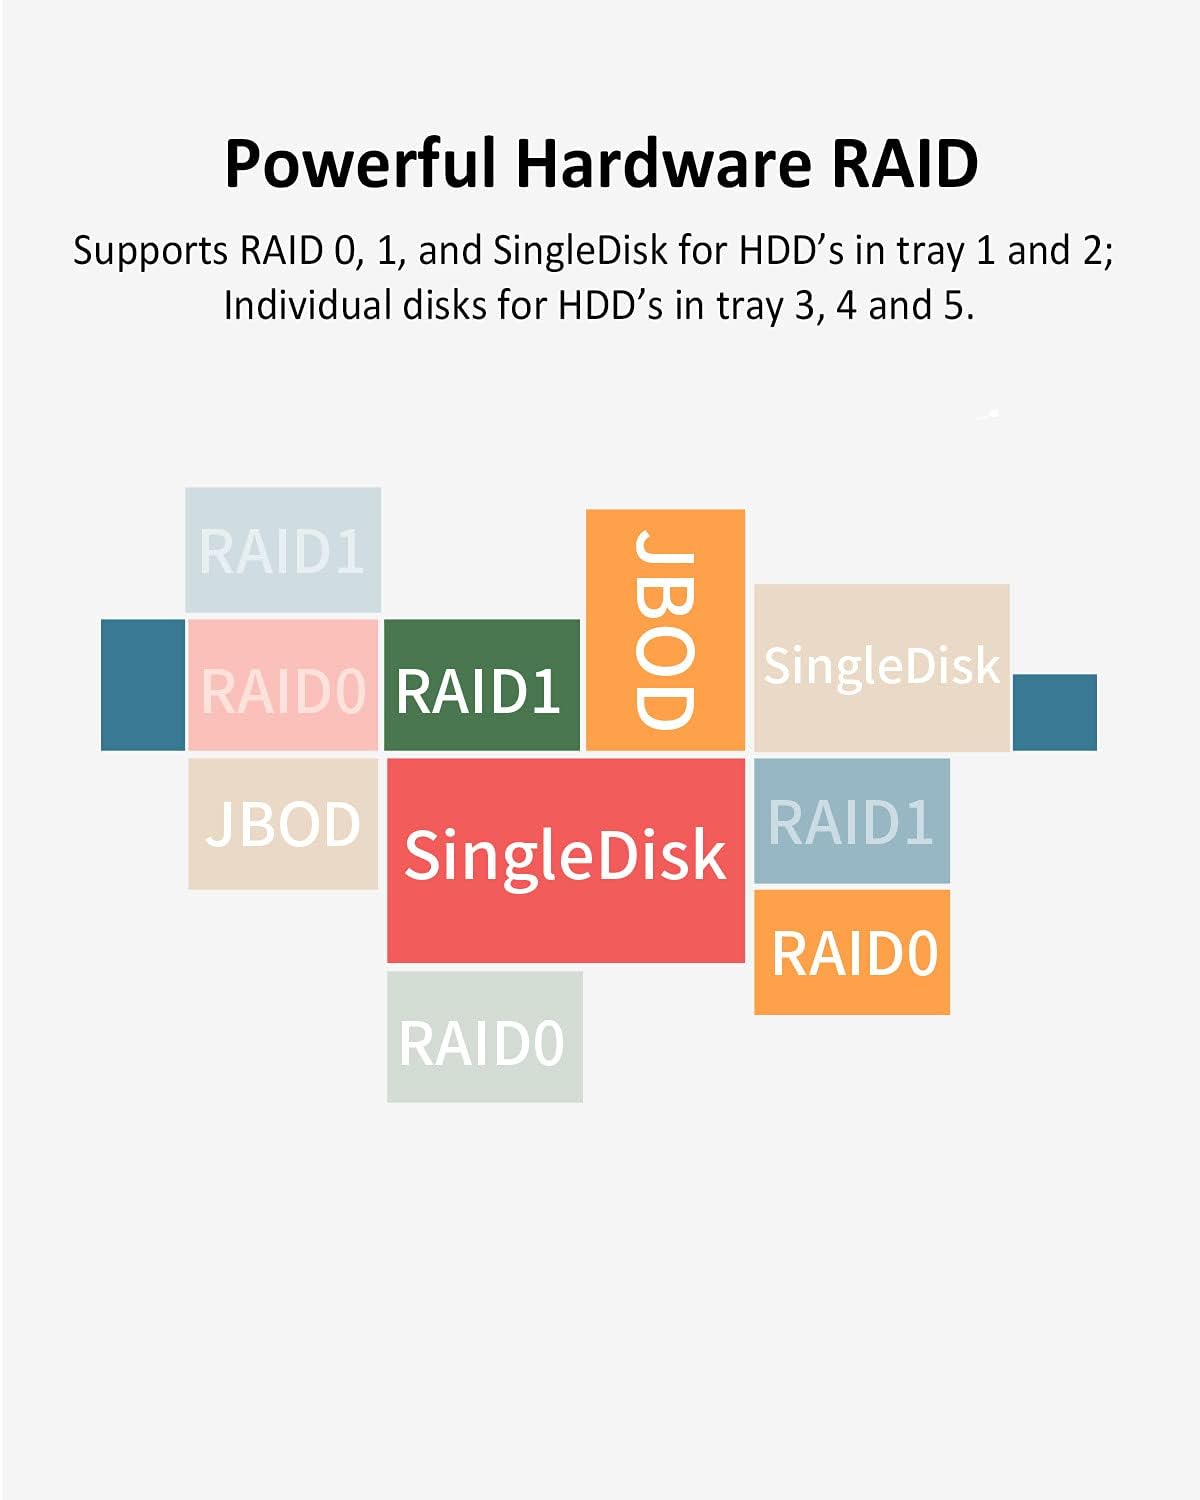 Powerful Hardware RAID
Supports RAID 0, 1, and SingleDisk for HDD’s in tray 1 and 2;
Individual disks for HDD’s in tray 3, 4 and 5.
RAID1
JBOD
SingleDisk
RAID0
RAID1
JBOD
SingleDisk
RAID1
RAID0
RAID0